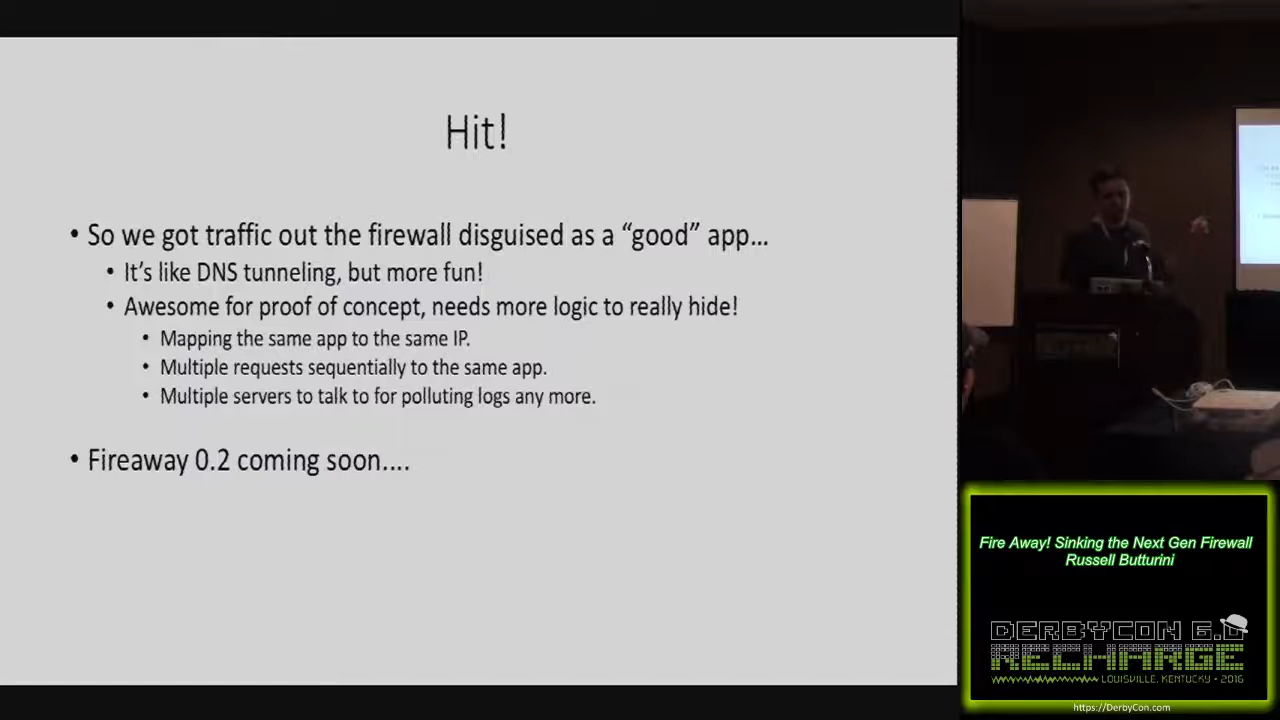 Hit!
• So we got traffic out the firewall disguised as a “good” app…
• It’s like DNS tunneling, but more fun!
• Awesome for proof of concept, needs more logic to really hide!
• Mapping the same app to the same IP.
• Multiple requests sequentially to the same app.
• Multiple servers to talk to for polluting logs any more.
• Fireaway 0.2 coming soon....
Fire Away! Sinking the Next Gen Firewall
Russell Butturini
DERBYCON 6.0
RECHARGE
LOUISVILLE, KENTUCKY • 2016
https://DerbyCon.com